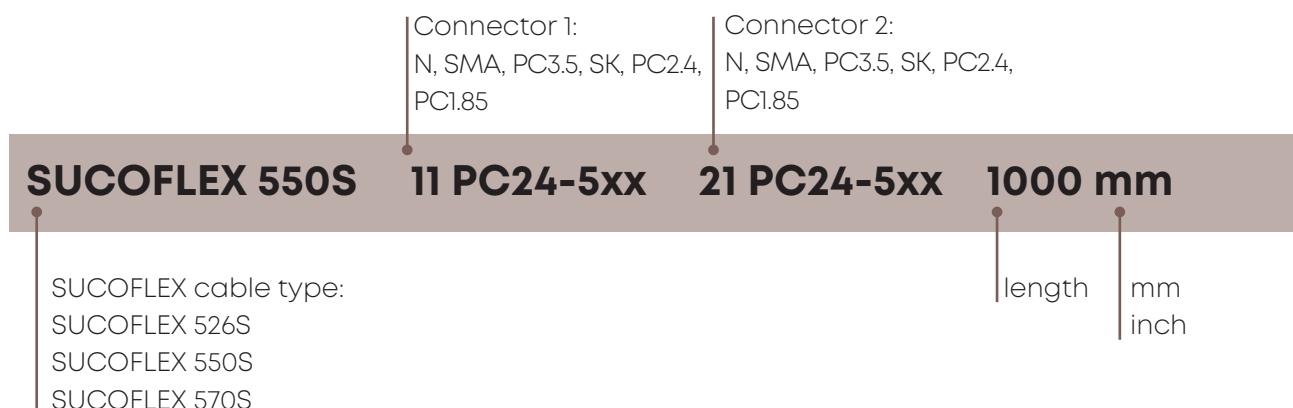 Connector 1:
N, SMA, PC3.5, SK, PC2.4,
PC1.85
Connector 2:
N, SMA, PC3.5, SK, PC2.4,
PC1.85
SUCOFLEX 550S 11 PC24-5xx 21 PC24-5xx 1000 mm
SUCOFLEX cable type:
SUCOFLEX 526S
SUCOFLEX 550S
SUCOFLEX 570S
length
mm
inch